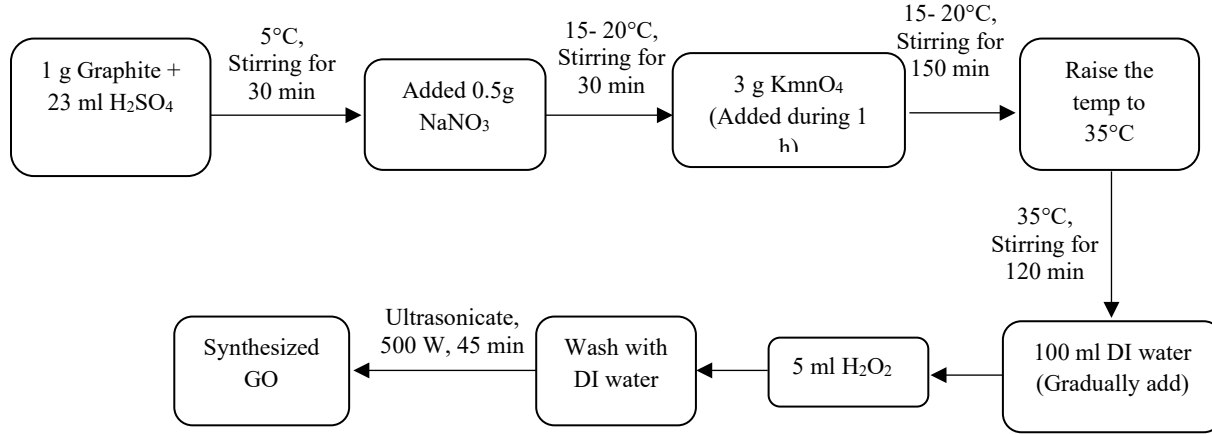 1 g Graphite +
23 ml H₂SO₄
5°C,
Stirring for
30 min
Added 0.5g
NaNO₃
15- 20°C,
Stirring for
30 min
3 g KmnO₄
(Added during 1
h)
15- 20°C,
Stirring for
150 min
Raise the
temp to
35°C
35°C,
Stirring for
120 min
100 ml DI water
(Gradually add)
5 ml H₂O₂
Wash with
DI water
Ultrasonicate,
500 W, 45 min
Synthesized
GO